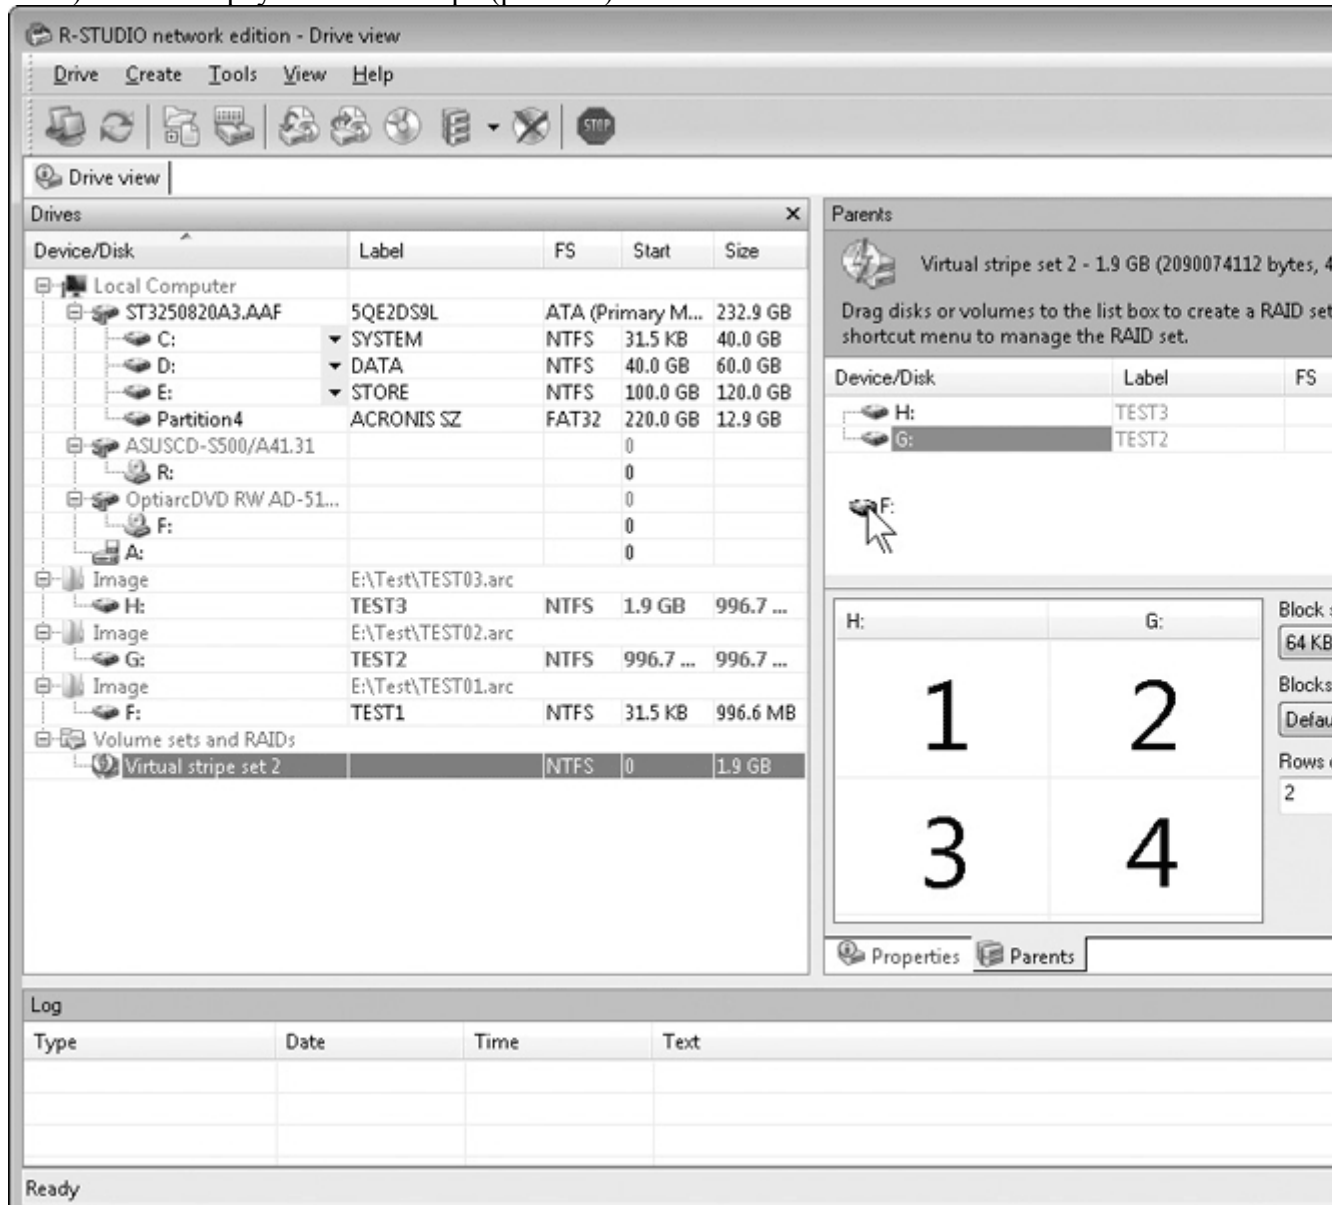 R-STUDIO network edition - Drive view
Drive Create Tools View Help
STOP
Drive view
Drives
Device/Disk Label FS Start Size
Local Computer
ST3250820A3.AAF 5QE2DS9L ATA (Primary M... 232.9 GB
C: SYSTEM NTFS 31.5 KB 40.0 GB
D: DATA NTFS 40.0 GB 60.0 GB
E: STORE NTFS 100.0 GB 120.0 GB
Partition4 ACRONIS SZ FAT32 220.0 GB 12.9 GB
ASUSCD-S500/A41.31 0
R: 0
OptiarcDVD RW AD-51... 0
F: 0
A: 0
Image E:\Test\TEST03.arc
H: TEST3 NTFS 1.9 GB 996.7 ...
Image E:\Test\TEST02.arc
G: TEST2 NTFS 996.7 ... 996.7 ...
Image E:\Test\TEST01.arc
F: TEST1 NTFS 31.5 KB 996.6 MB
Volume sets and RAIDs
Virtual stripe set 2 NTFS 0 1.9 GB
Parents
Virtual stripe set 2 - 1.9 GB (2090074112 bytes, 4
Drag disks or volumes to the list box to create a RAID set
shortcut menu to manage the RAID set.
Device/Disk Label FS
H: TEST3
G: TEST2
F:
H: G:
1 2
3 4
Block
64 KB
Blocks
Defau
Rows
2
Properties Parents
Log
Type Date Time Text
Ready